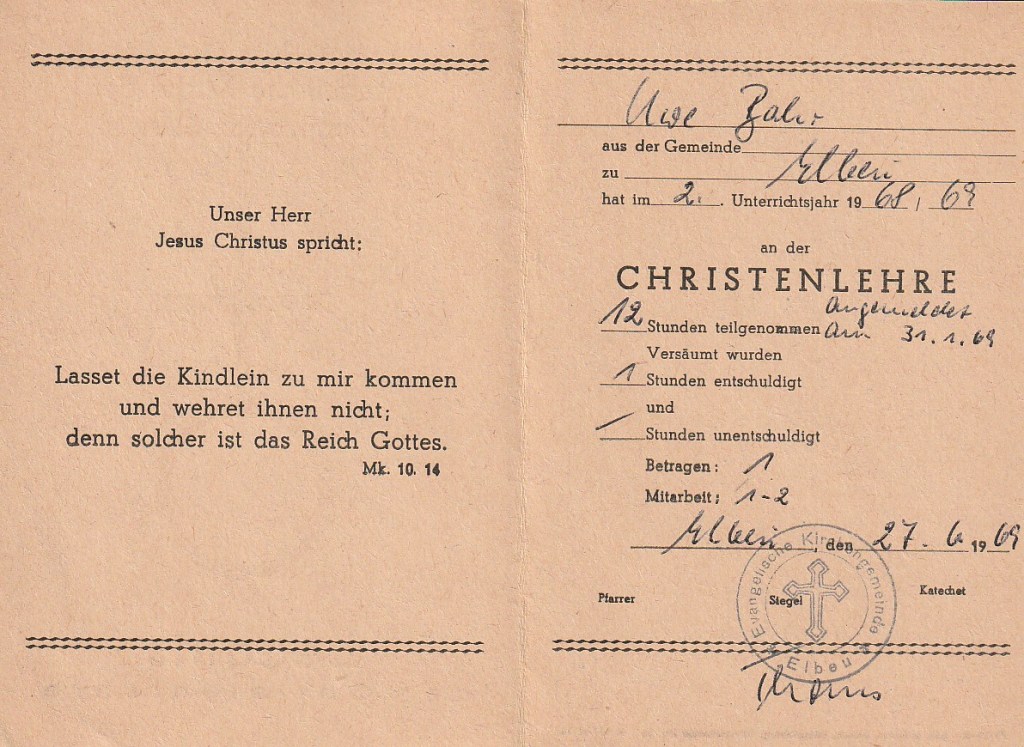 Unser Herr
Jesus Christus spricht:
Lasset die Kindlein zu mir kommen
und wehret ihnen nicht;
denn solcher ist das Reich Gottes.
Mk. 10. 14
Uwe Bahr
aus der Gemeinde
zu Elbeu
hat im 2. Unterrichtsjahr 1968/69
an der
CHRISTENLEHRE
12 Stunden teilgenommen
Angemeldet
Am 31.1.69
Versäumt wurden
1 Stunden entschuldigt
und
/ Stunden unentschuldigt
Betragen: 1
Mitarbeit: 1-2
Elbeu, den 27.6.1969
Pfarrer Siegel Katechet
Evangelische Kirchengemeinde
Elbeu